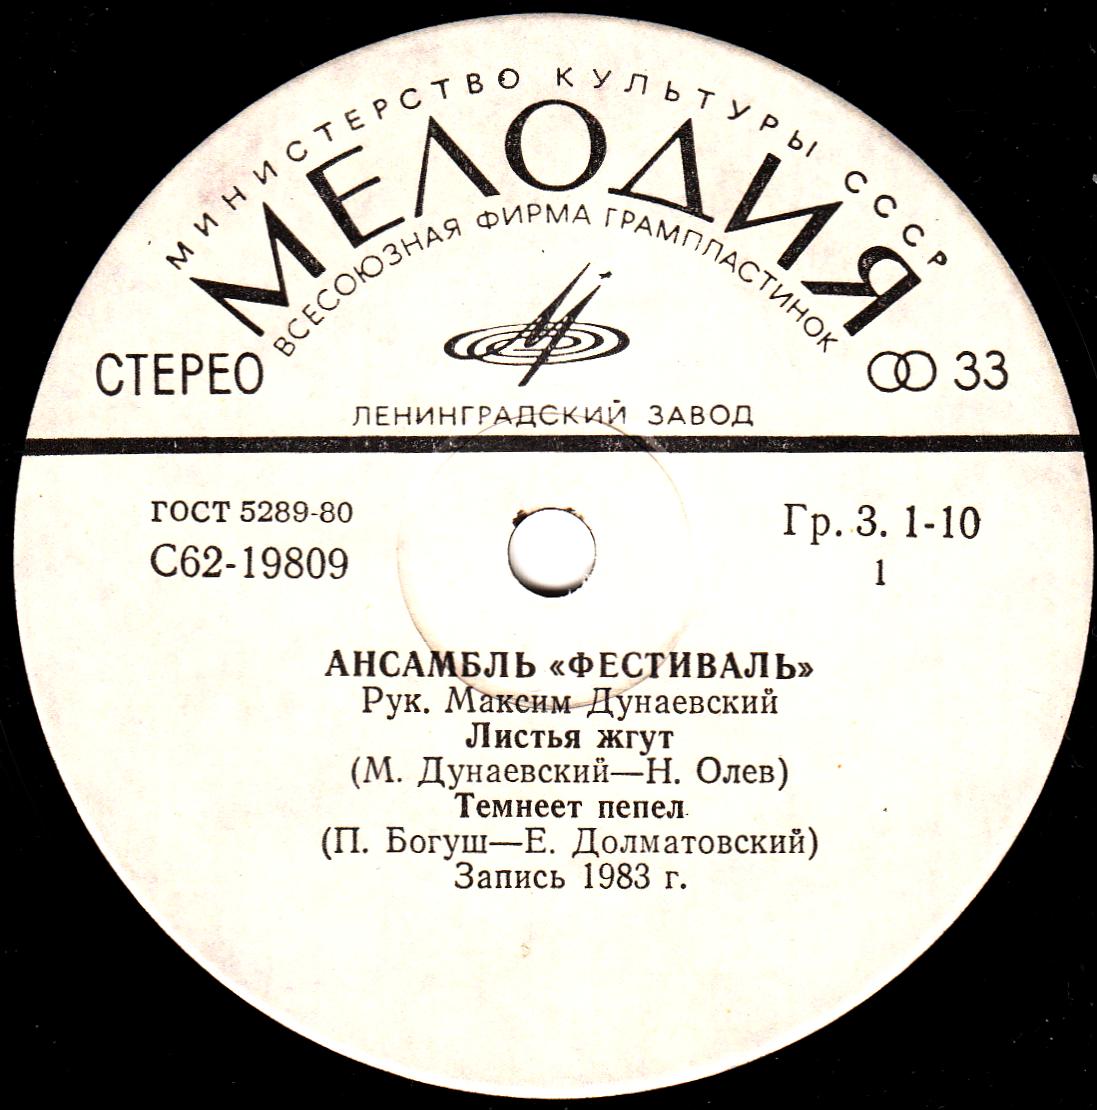 МИНИСТЕРСТВО КУЛЬТУРЫ СССР
МЕЛОДИЯ
ВСЕСОЮЗНАЯ ФИРМА ГРАМПЛАСТИНОК
СТЕРЕО
33
ЛЕНИНГРАДСКИЙ ЗАВОД
ГОСТ 5289-80
С62-19809
Гр. 3. 1-10
1
АНСАМБЛЬ «ФЕСТИВАЛЬ»
Рук. Максим Дунаевский
Листья жгут
(М. Дунаевский—Н. Олев)
Темнеет пепел
(П. Богуш—Е. Долматовский)
Запись 1983 г.